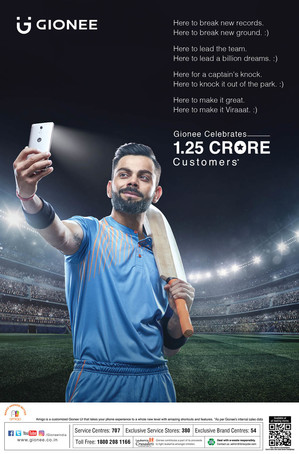 GIONEE
Here to break new records.
Here to break new ground. :)
Here to lead the team.
Here to lead a billion dreams. :)
Here for a captain's knock.
Here to knock it out of the park. :)
Here to make it great.
Here to make it Viraaat. :)
Gionee Celebrates
1.25 CRORE
Customers*
Service Centres: 707
Exclusive Service Stores: 380
Exclusive Brand Centres: 54
www.gionee.co.in
Toll Free: 1800 208 1166